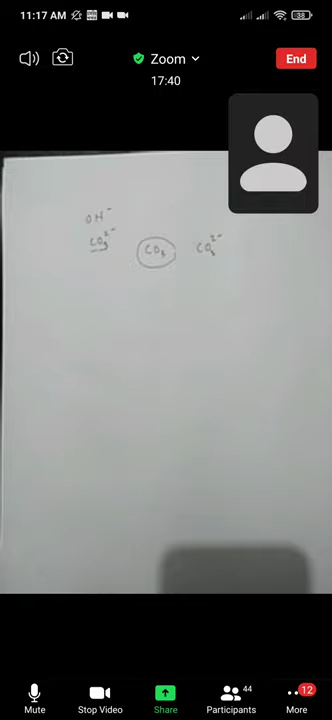 11:17 AM 38
Zoom End
17:40
OH⁻
CO₃²⁻ CO₃ CO₃²⁻
Mute Stop Video Share Participants 44 More 12